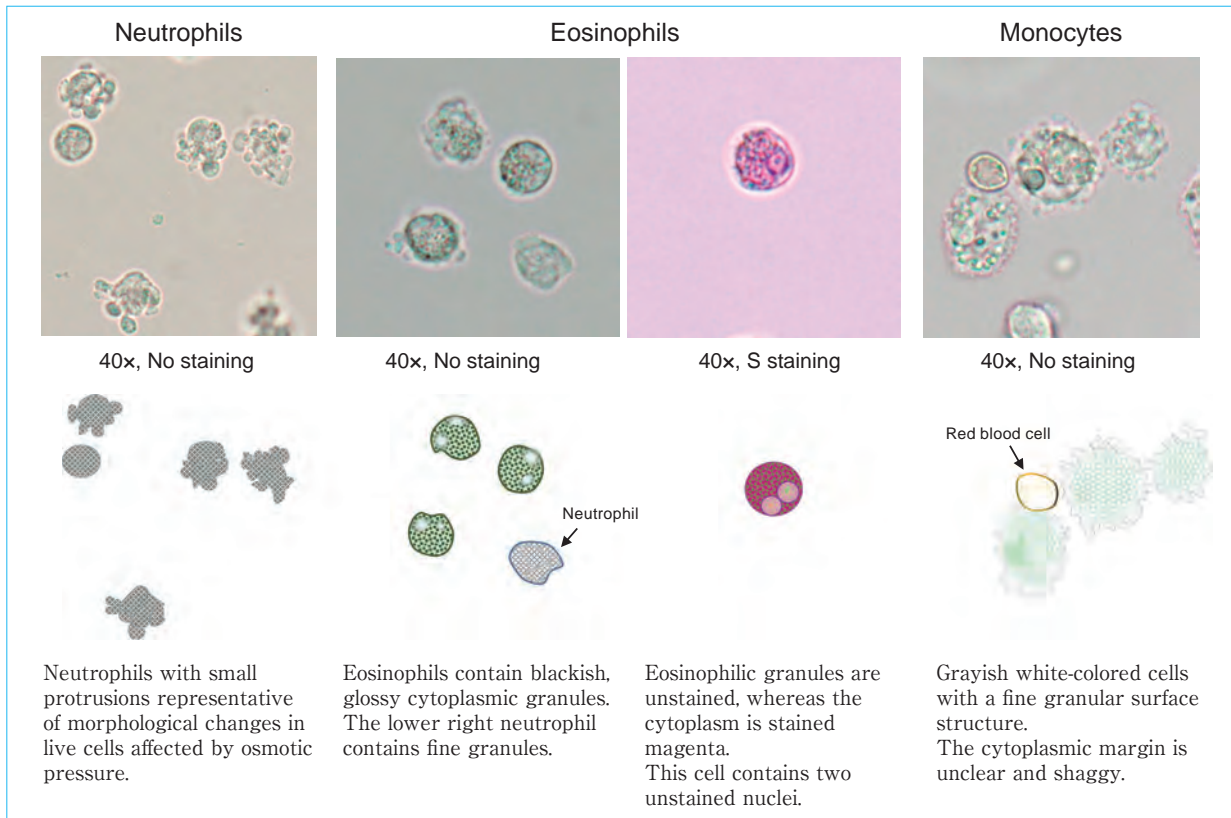 Neutrophils
Eosinophils
Monocytes
40×, No staining
40×, No staining
40×, S staining
40×, No staining
Neutrophil
Red blood cell
Neutrophils with small
protrusions representative
of morphological changes in
live cells affected by osmotic
pressure.
Eosinophils contain blackish,
glossy cytoplasmic granules.
The lower right neutrophil
contains fine granules.
Eosinophilic granules are
unstained, whereas the
cytoplasm is stained
magenta.
This cell contains two
unstained nuclei.
Grayish white-colored cells
with a fine granular surface
structure.
The cytoplasmic margin is
unclear and shaggy.